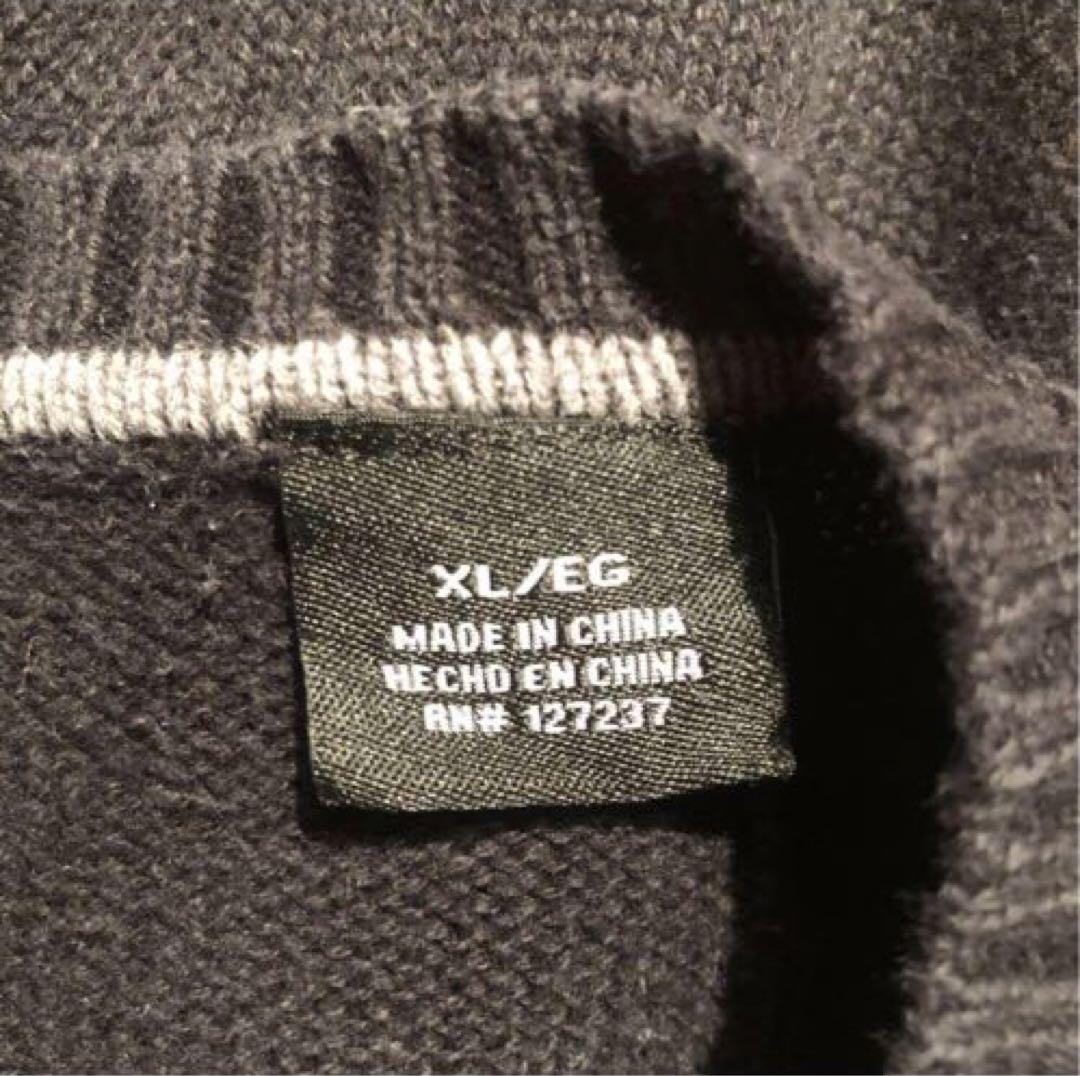 XL/EG
MADE IN CHINA
HECHO EN CHINA
RN# 127237